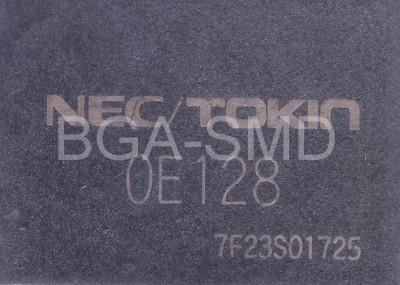 NEC/TOKIN
BGA-SMD
0E128
7F23S01725